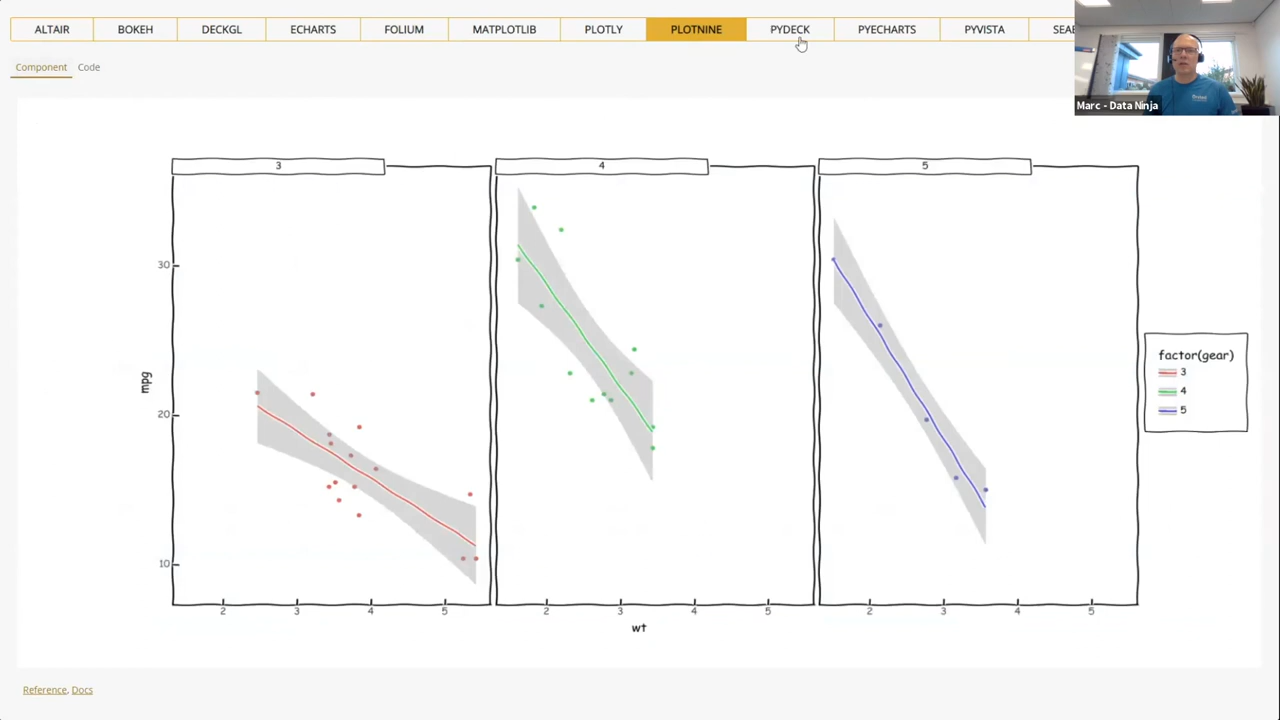 ALTAIR BOKEH DECKGL ECHARTS FOLIUM MATPLOTLIB PLOTLY PLOTNINE PYDECK PYECHARTS PYVISTA SEAB
Component Code
Marc - Data Ninja
3 4 5
30
20
10
mpg
2 3 4 5 2 3 4 5 2 3 4 5
wt
factor(gear)
3
4
5
Reference, Docs